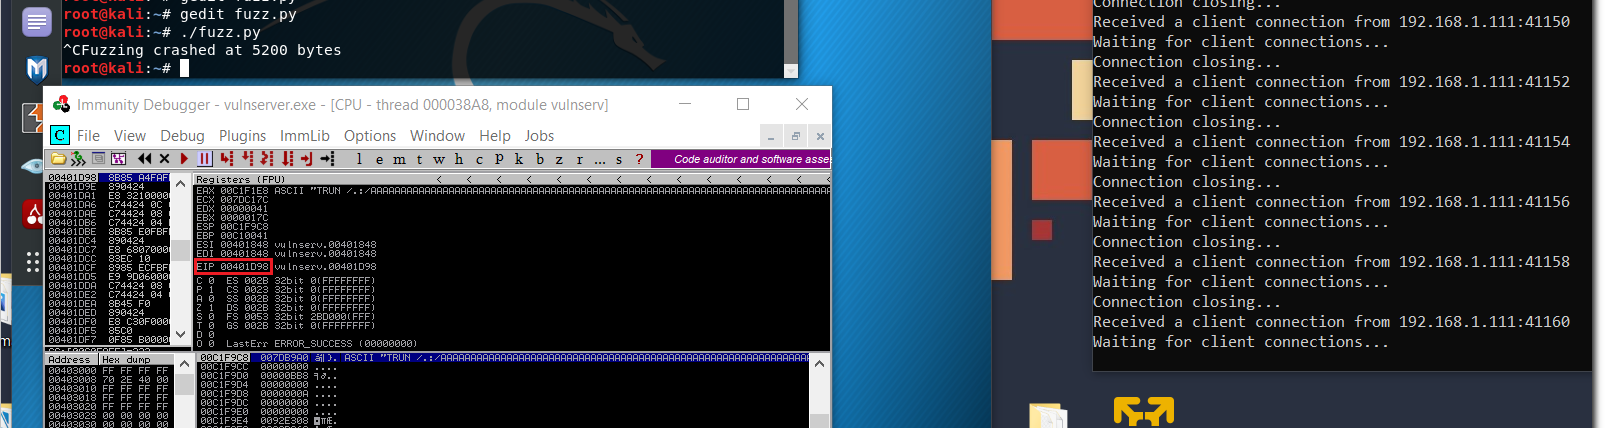 root@kali:~# gedit fuzz.py
root@kali:~# ./fuzz.py
^CFuzzing crashed at 5200 bytes
root@kali:~#
Immunity Debugger - vulnserver.exe - [CPU - thread 000038A8, module vulnserv]
C File View Debug Plugins ImmLib Options Window Help Jobs
l e m t w h c p k b z r ... s ? Code auditor and software asse
00401D98 8B85 A4FAF
00401D9E 890424
00401DA1 E8 3210000
00401DA6 C74424 0C
00401DAE C74424 08
00401DB6 C74424 04
00401DBE 8B85 E0FBF
00401DC4 890424
00401DC7 E8 6807000
00401DCC 83EC 10
00401DCF 8985 ECFBF
00401DD5 E9 9D06000
00401DDA C74424 08
00401DE2 C74424 04
00401DEA 8B45 F0
00401DED 890424
00401DF0 E8 C30F000
00401DF5 85C0
00401DF7 0F85 B0000
Registers (FPU) < < < < < < < < <
EAX 00C1F1E8 ASCII "TRUN /.:/AAAAAAAAAAAAAAAAAAAAAAAAAAAAAAAAAAAAAAAAAAAAAAAAAAAAA
ECX 007DC17C
EDX 00000041
EBX 0000017C
ESP 00C1F9C8
EBP 00C10041
ESI 00401848 vulnserv.00401848
EDI 00401848 vulnserv.00401848
EIP 00401D98 vulnserv.00401D98
C 0 ES 002B 32bit 0(FFFFFFFF)
P 1 CS 0023 32bit 0(FFFFFFFF)
A 0 SS 002B 32bit 0(FFFFFFFF)
Z 1 DS 002B 32bit 0(FFFFFFFF)
S 0 FS 0053 32bit 2BD000(FFF)
T 0 GS 002B 32bit 0(FFFFFFFF)
D 0
O 0 LastErr ERROR_SUCCESS (00000000)
Address Hex dump
00403000 FF FF FF FF
00403008 70 2E 40 00
00403010 FF FF FF FF
00403018 FF FF FF FF
00403020 FF FF FF FF
00403028 00 00 00 00
00403030 00 00 00 00
00C1F9C8 007DB9A0 ASCII "TRUN /.:/AAAAAAAAAAAAAAAAAAAAAAAAAAAAAAAAAAAAAAAAAAAAAAAAAA
00C1F9CC 00000000 ....
00C1F9D0 00000BB8
00C1F9D4 00000000 ....
00C1F9D8 0000000A ....
00C1F9DC 00000000 ....
00C1F9E0 00000000 ....
00C1F9E4 0092E308
Connection closing...
Received a client connection from 192.168.1.111:41150
Waiting for client connections...
Connection closing...
Received a client connection from 192.168.1.111:41152
Waiting for client connections...
Connection closing...
Received a client connection from 192.168.1.111:41154
Waiting for client connections...
Connection closing...
Received a client connection from 192.168.1.111:41156
Waiting for client connections...
Connection closing...
Received a client connection from 192.168.1.111:41158
Waiting for client connections...
Connection closing...
Received a client connection from 192.168.1.111:41160
Waiting for client connections...